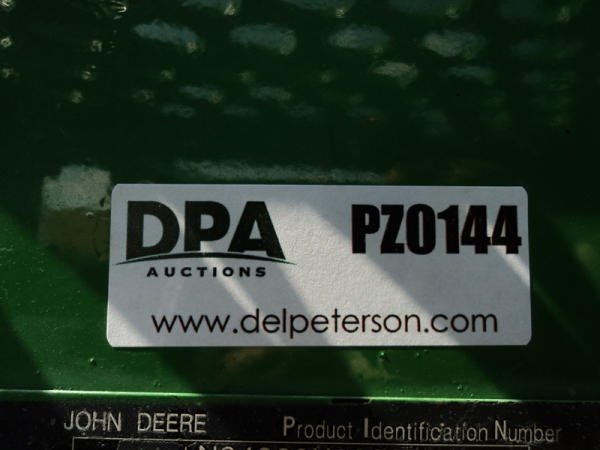 DPA PZ0144
AUCTIONS
www.delpeterson.com
JOHN DEERE Product Identification Number